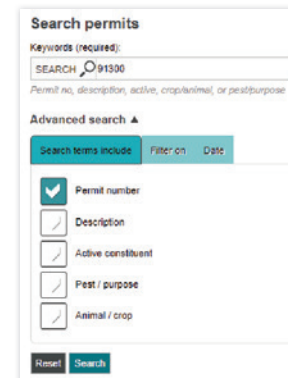 Search permits
Keywords (required):
SEARCH 91300
Permit no, description, active, crop/animal, or pest/purpose
Advanced search ▲
Search terms include Filter on Date
Permit number
Description
Active constituent
Pest / purpose
Animal / crop
Reset Search